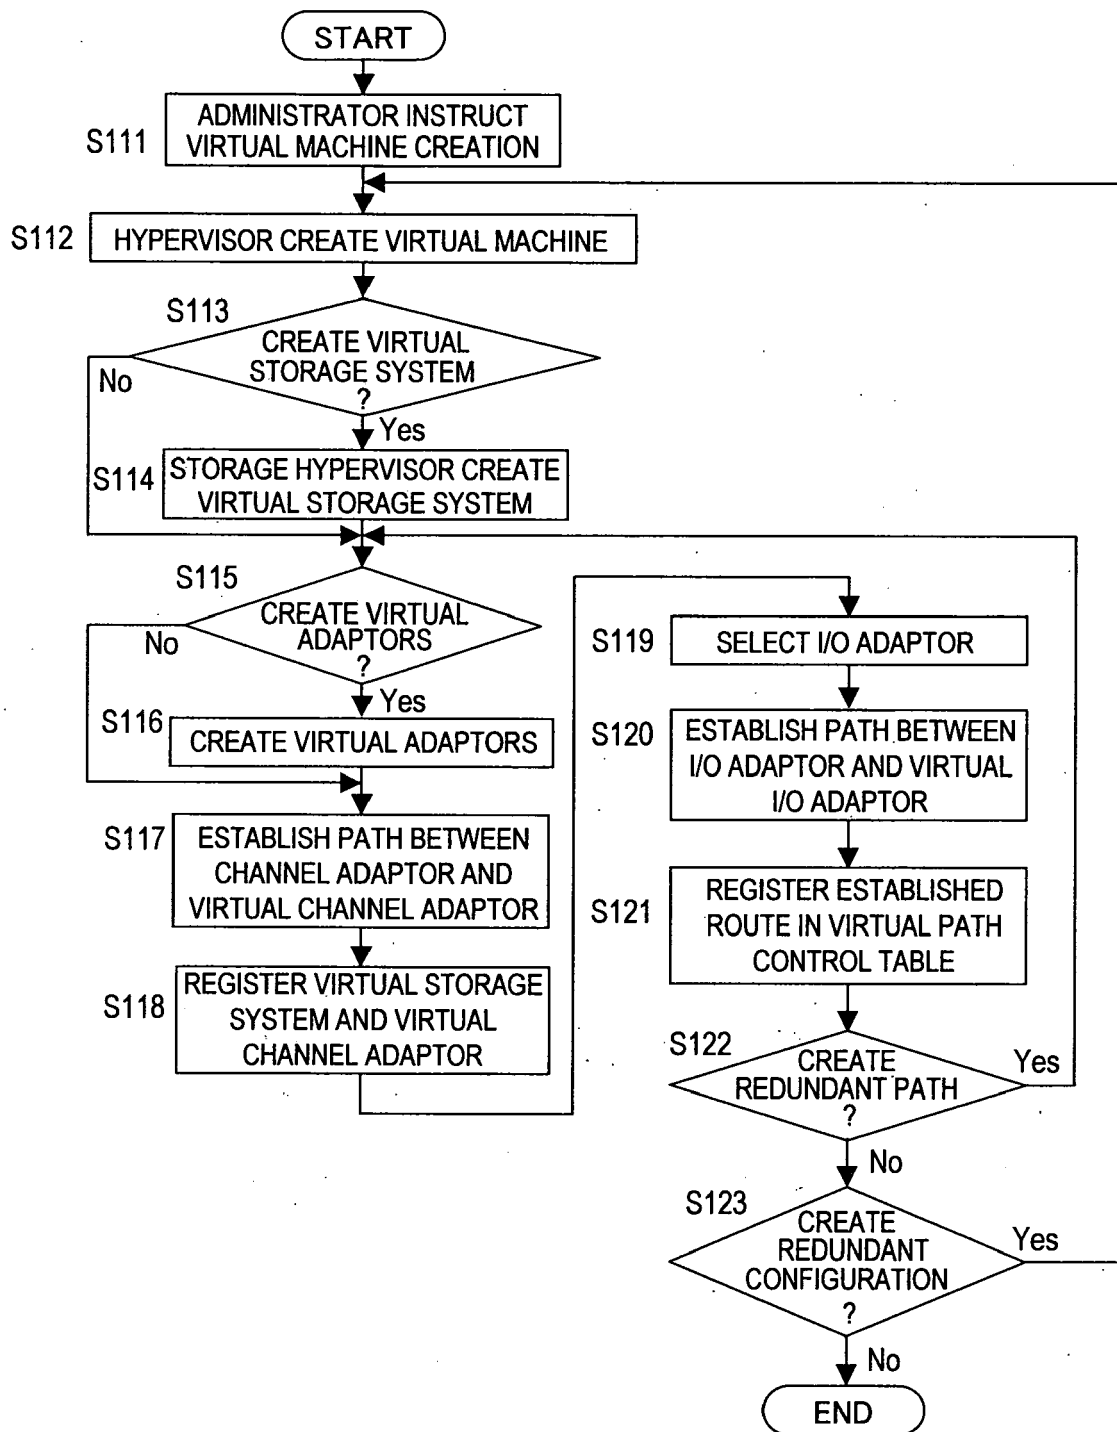 START
S111
ADMINISTRATOR INSTRUCT
VIRTUAL MACHINE CREATION
S112
HYPERVISOR CREATE VIRTUAL MACHINE
S113
CREATE VIRTUAL
STORAGE SYSTEM
?
No
Yes
S114
STORAGE HYPERVISOR CREATE
VIRTUAL STORAGE SYSTEM
S115
CREATE VIRTUAL
ADAPTORS
?
No
Yes
S116
CREATE VIRTUAL ADAPTORS
S117
ESTABLISH PATH BETWEEN
CHANNEL ADAPTOR AND
VIRTUAL CHANNEL ADAPTOR
S118
REGISTER VIRTUAL STORAGE
SYSTEM AND VIRTUAL
CHANNEL ADAPTOR
S119
SELECT I/O ADAPTOR
S120
ESTABLISH PATH BETWEEN
I/O ADAPTOR AND VIRTUAL
I/O ADAPTOR
S121
REGISTER ESTABLISHED
ROUTE IN VIRTUAL PATH
CONTROL TABLE
S122
CREATE
REDUNDANT PATH
?
Yes
No
S123
CREATE
REDUNDANT
CONFIGURATION
?
Yes
No
END